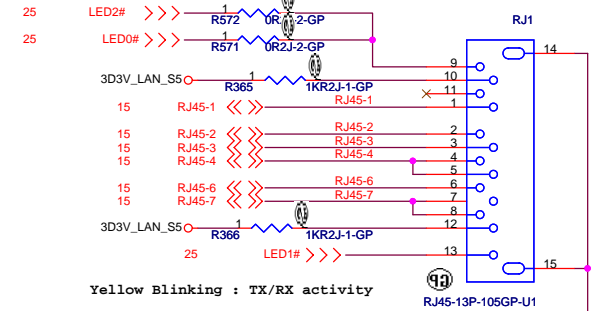 25 LED2# 1 R572 0R2J-2-GP RJ1
25 LED0# 1 R571 0R2J-2-GP 14
9
3D3V_LAN_S5 1 R365 1KR2J-1-GP 10
11
15 RJ45-1 RJ45-1 1
15 RJ45-2 RJ45-2 2
15 RJ45-3 RJ45-3 3
15 RJ45-4 RJ45-4 4
5
15 RJ45-6 RJ45-6 6
15 RJ45-7 RJ45-7 7
8
3D3V_LAN_S5 1 R366 1KR2J-1-GP 12
25 LED1# 13
15
Yellow Blinking : TX/RX activity
GP
RJ45-13P-105GP-U1